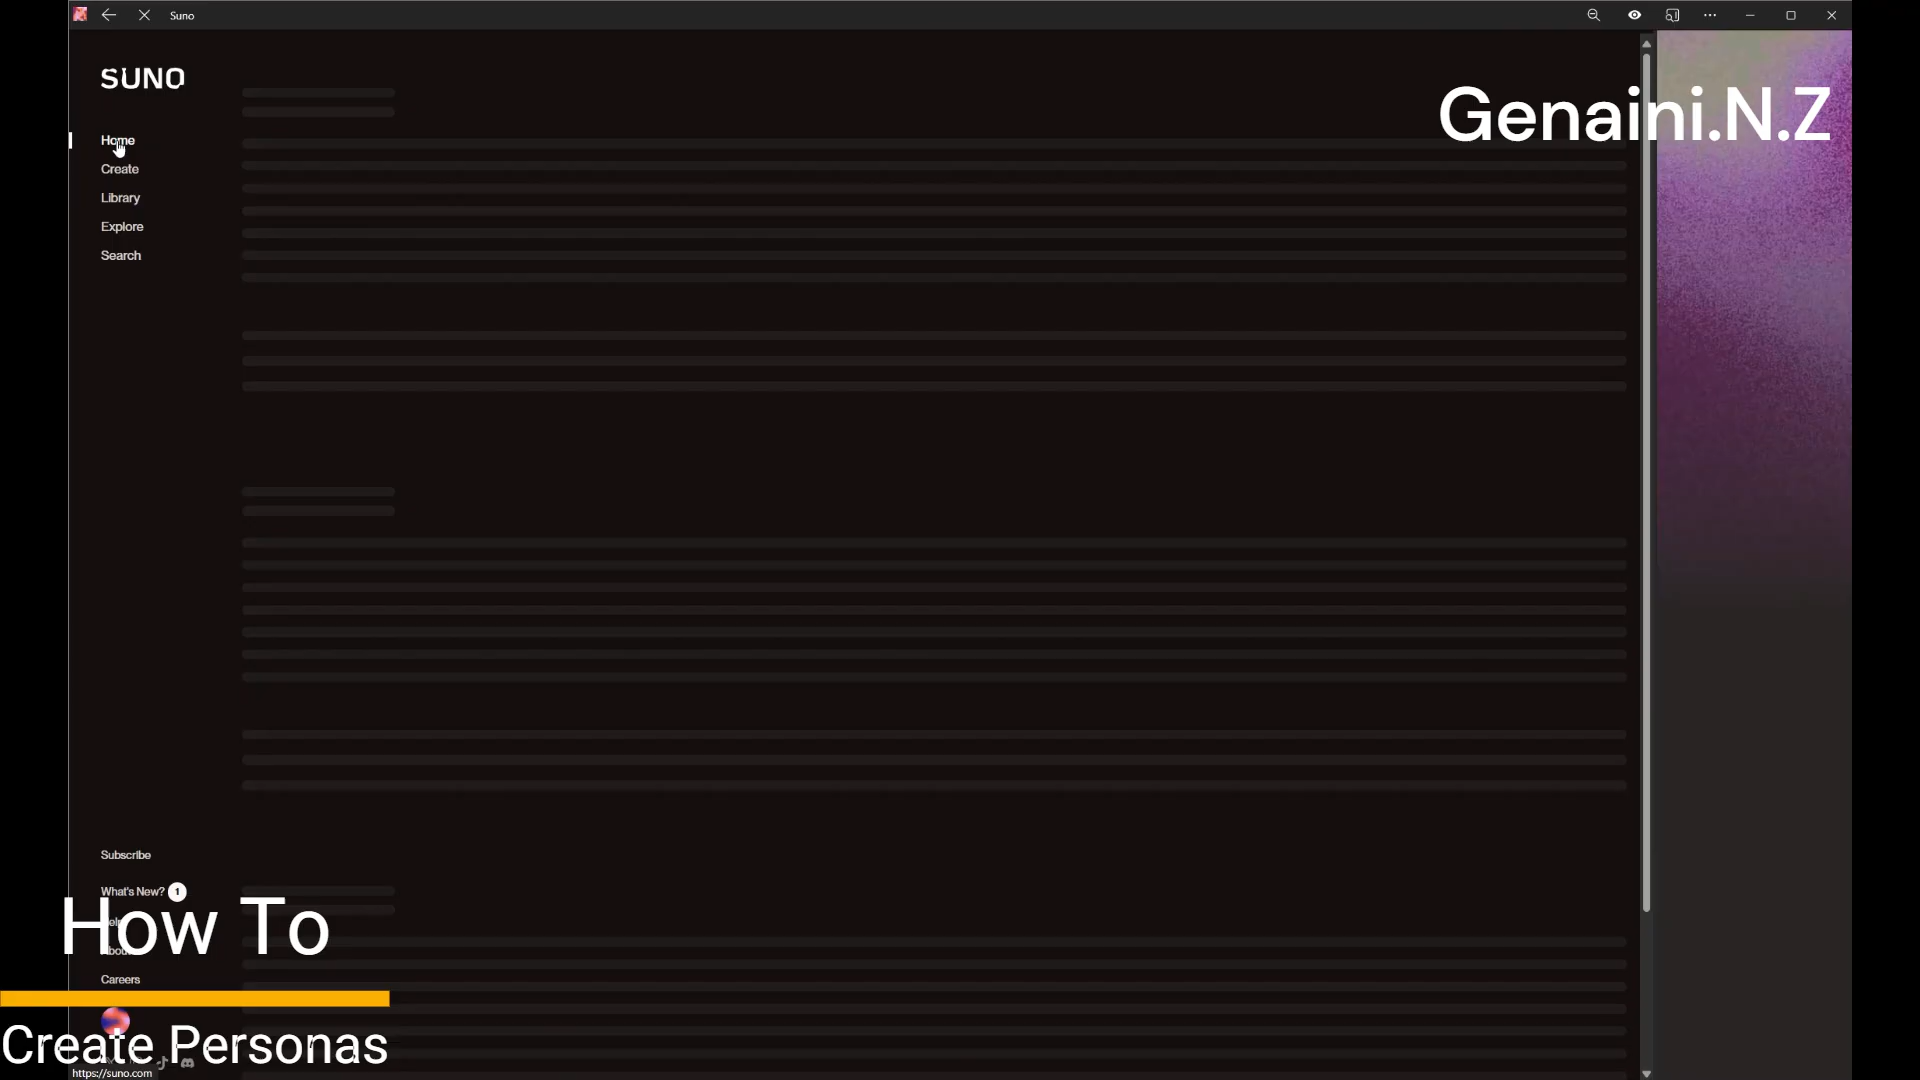 Suno
SUNO
Genaini.N.Z
Home
Create
Library
Explore
Search
Subscribe
What's New? 1
How To
Careers
Create Personas
https://suno.com